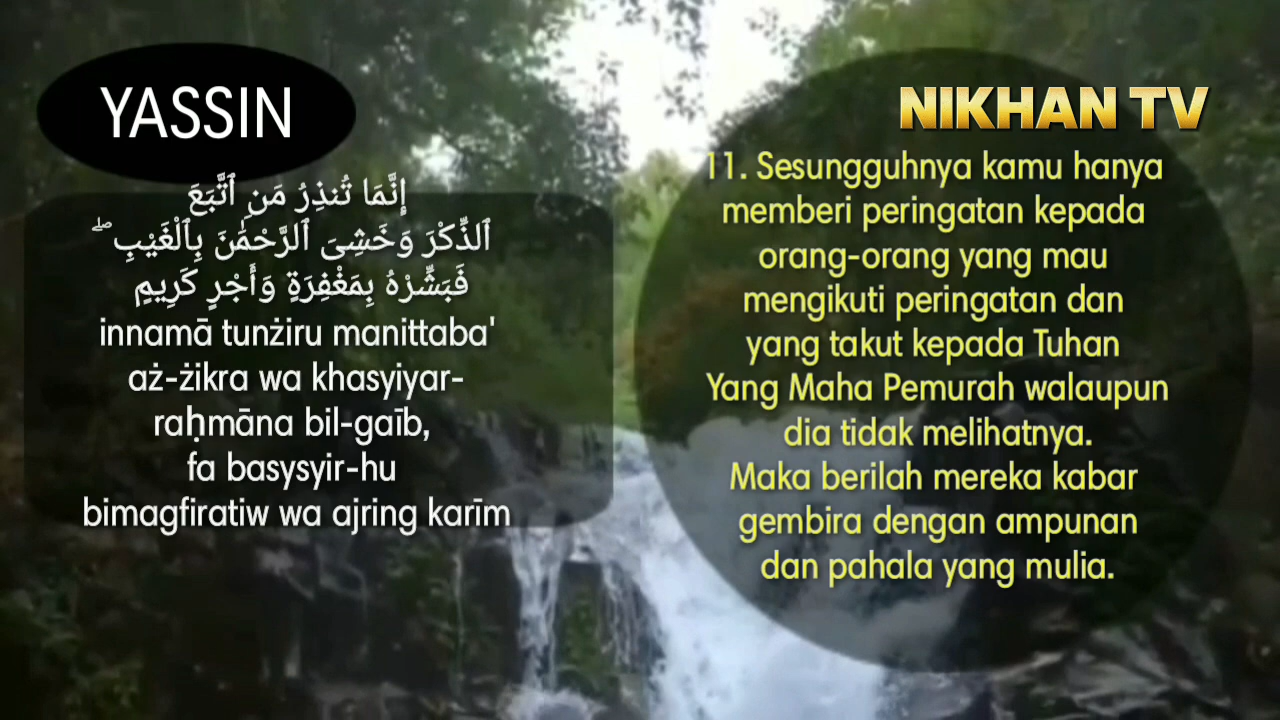 YASSIN
إِنَّمَا تُنذِرُ مَنِ ٱتَّبَعَ
ٱلذِّكْرَ وَخَشِىَ ٱلرَّحْمَٰنَ بِٱلْغَيْبِ ۖ
فَبَشِّرْهُ بِمَغْفِرَةٍ وَأَجْرٍ كَرِيمٍ
innamā tunżiru manittaba'
aż-żikra wa khasyiyar-
raḥmāna bil-gaīb,
fa basysyir-hu
bimagfiratiw wa ajring karīm
NIKHAN TV
11. Sesungguhnya kamu hanya
memberi peringatan kepada
orang-orang yang mau
mengikuti peringatan dan
yang takut kepada Tuhan
Yang Maha Pemurah walaupun
dia tidak melihatnya.
Maka berilah mereka kabar
gembira dengan ampunan
dan pahala yang mulia.